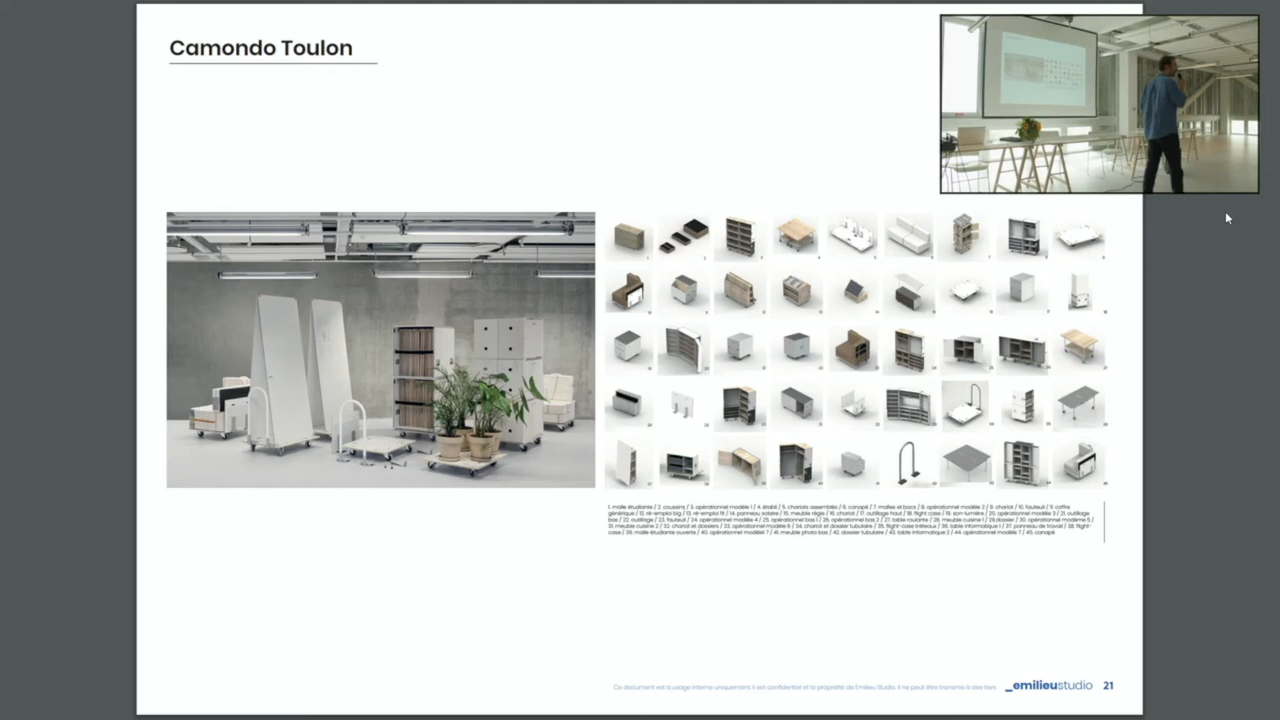 Camondo Toulon
1. malle étudiante / 2. coussins / 3. opérationnel modèle 1 / 4. établi / 5. chariots assemblés / 6. canapé / 7. malles et bacs / 8. opérationnel modèle 2 / 9. chariot / 10. fauteuil / 11. coffre
générique / 12. ré-emploi big / 13. ré-emploi fit / 14. panneau solaire / 15. meuble régie / 16. chariot / 17. outillage haut / 18. flight case / 19. son-lumière / 20. opérationnel modèle 3 / 21. outillage
bas / 22. outillage / 23. fauteuil / 24. opérationnel modèle 4 / 25. opérationnel bas 1 / 26. opérationnel bas 2 / 27. table roulante / 28. meuble cuisine 1 / 29. dossier / 30. opérationnel modèle 5 /
31. meuble cuisine 2 / 32. chariot et dossiers / 33. opérationnel modèle 6 / 34. chariot et dossier tubulaire / 35. flight-case tréteaux / 36. table informatique 1 / 37. panneau de travail / 38. flight-
case / 39. malle étudiante ouverte / 40. opérationnel modèle 7 / 41. meuble photo bas / 42. dossier tubulaire / 43. table informatique 2 / 44. opérationnel modèle 7 / 45. canapé
Ce document est à usage interne uniquement il est confidentiel et la propriété de Emilieu Studio. Il ne peut être transmis à des tiers
_emilieustudio 21